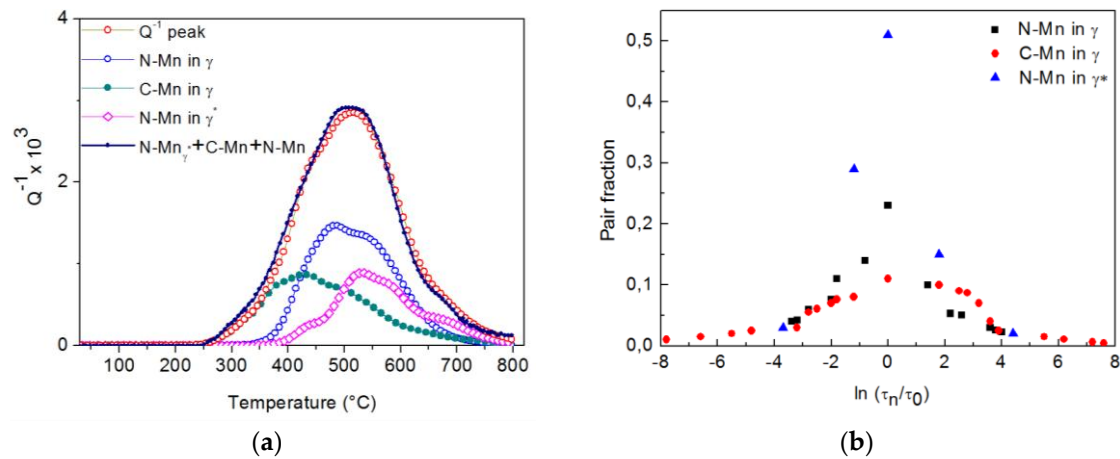 4
2
0
Q⁻¹ x 10³
Q⁻¹ peak
N-Mn in γ
C-Mn in γ
N-Mn in γ*
N-Mnᵧ*+C-Mn+N-Mn
100 200 300 400 500 600 700 800
Temperature (°C)
(a)
0,5
0,4
0,3
0,2
0,1
0,0
Pair fraction
N-Mn in γ
C-Mn in γ
N-Mn in γ*
-8 -6 -4 -2 0 2 4 6 8
ln (τₙ/τ₀)
(b)